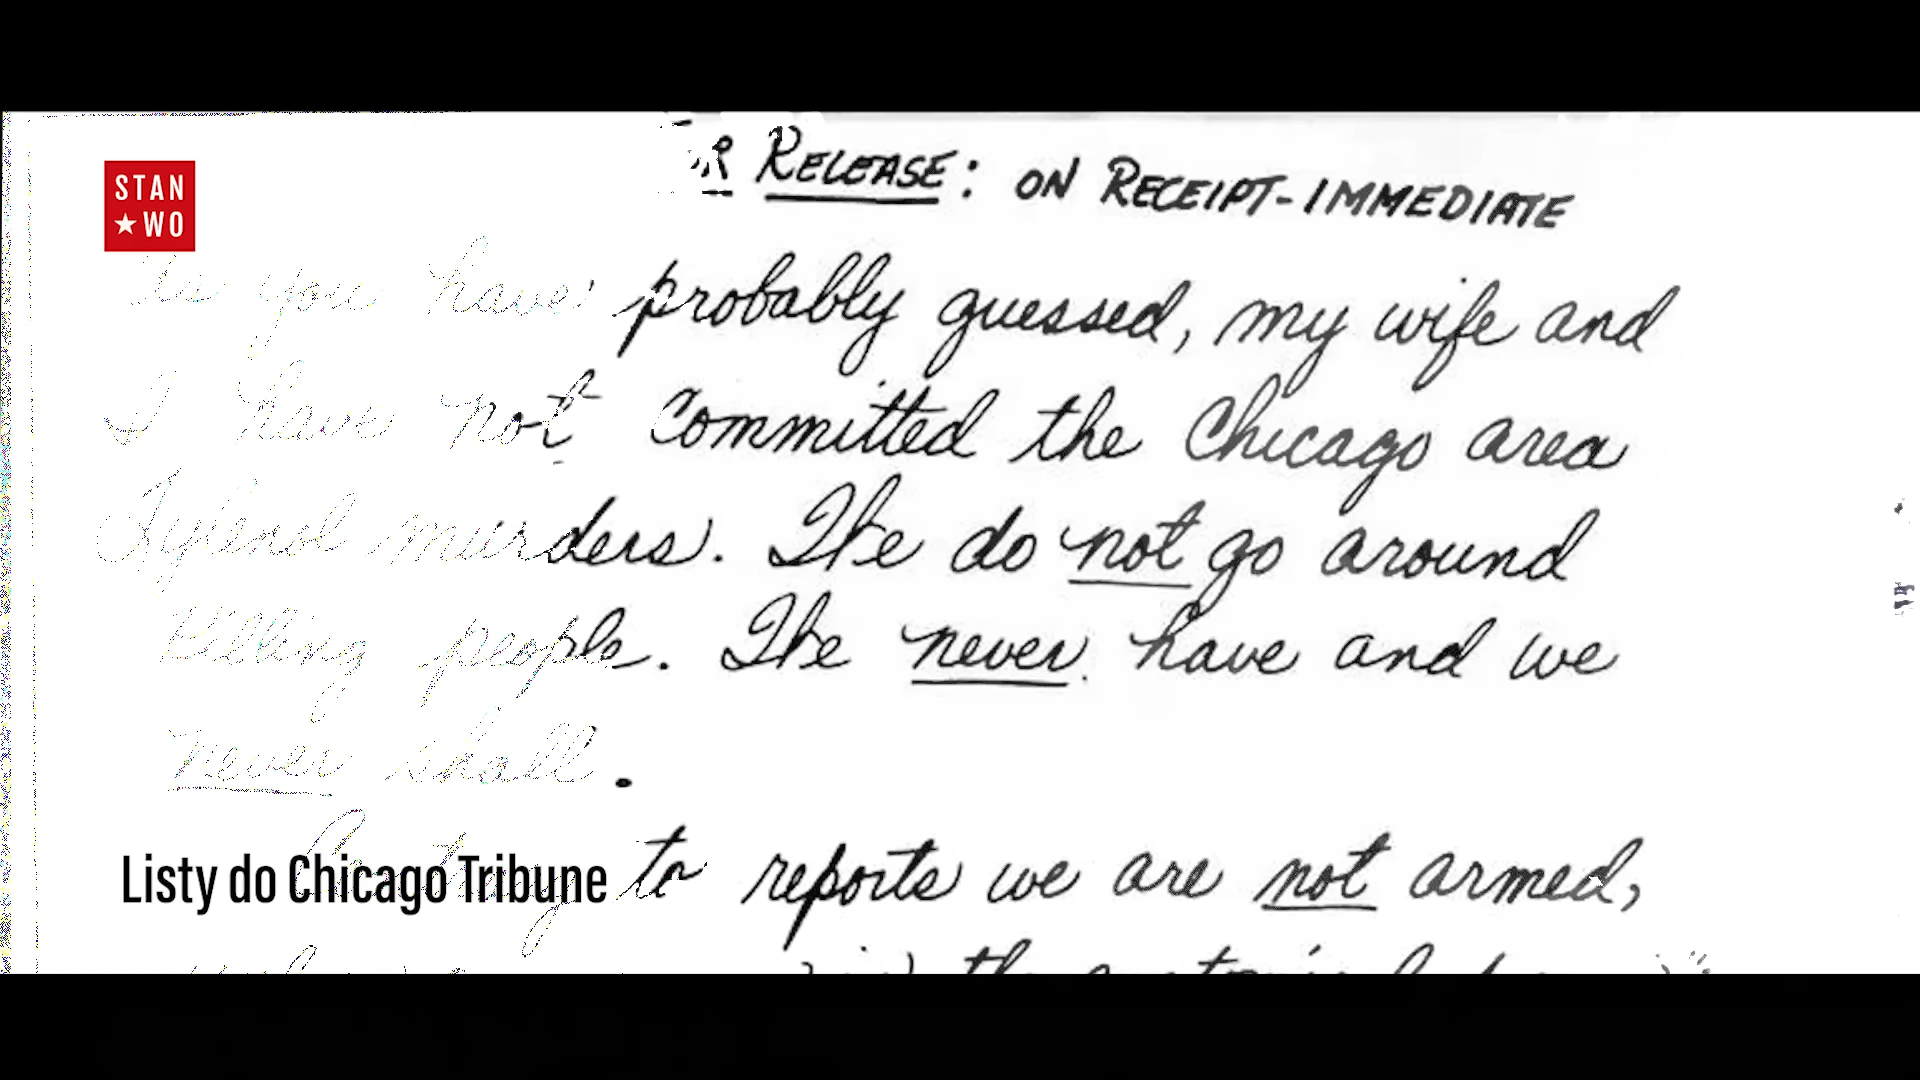 STAN
★WO
RELEASE: ON RECEIPT-IMMEDIATE
As you have probably guessed, my wife and
I have not committed the Chicago area
Tylenol murders. We do not go around
killing people. We never have and we
never shall.
to reports we are not armed,
Listy do Chicago Tribune